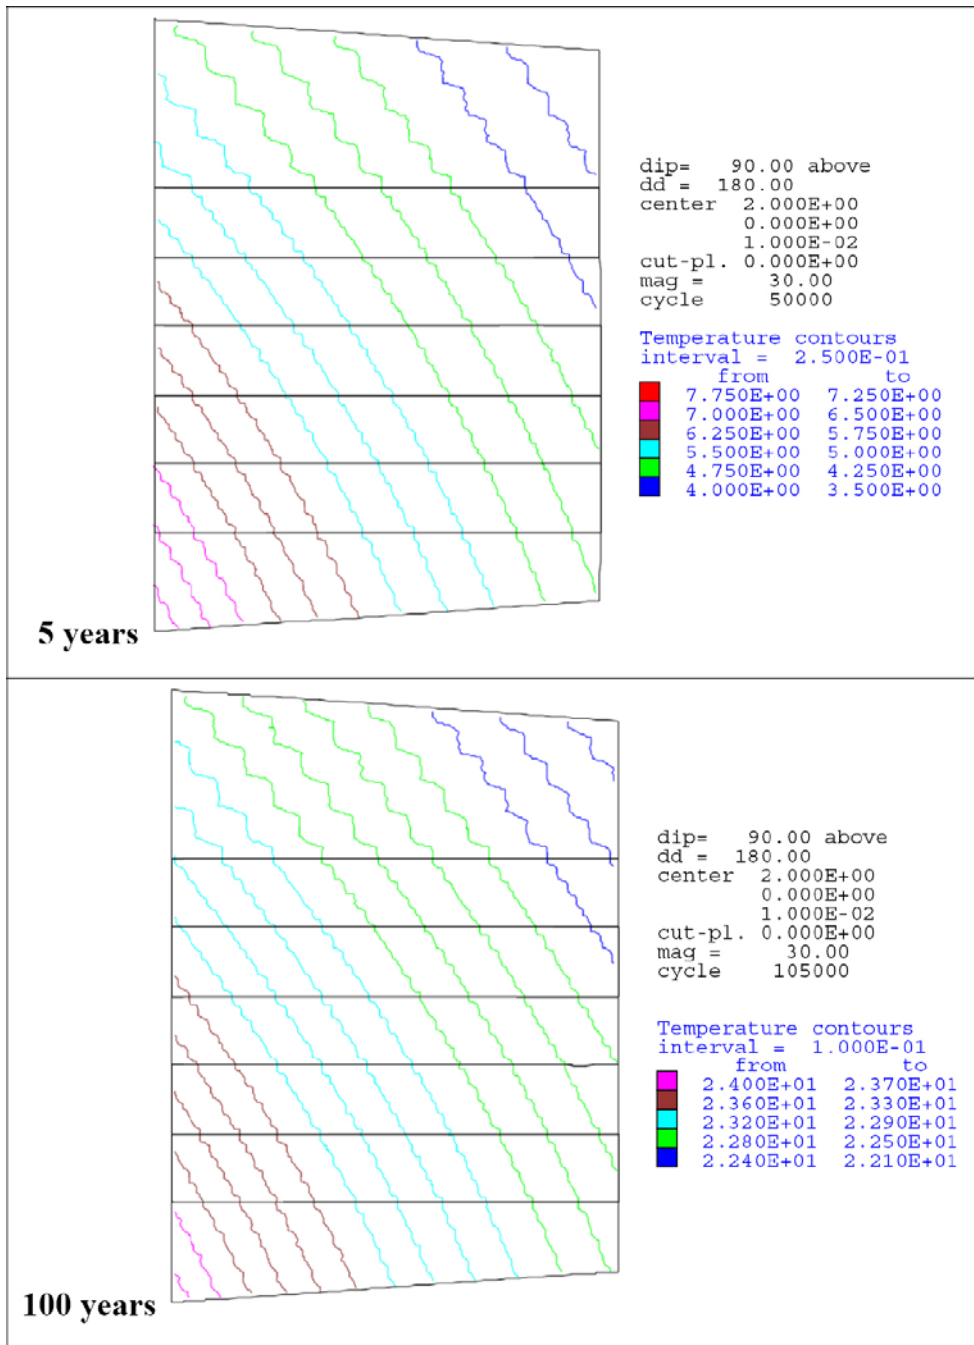 dip=   90.00 above
dd =  180.00
center  2.000E+00
0.000E+00
1.000E-02
cut-pl. 0.000E+00
mag =     30.00
cycle    50000
Temperature contours
interval =  2.500E-01
from        to
7.750E+00  7.250E+00
7.000E+00  6.500E+00
6.250E+00  5.750E+00
5.500E+00  5.000E+00
4.750E+00  4.250E+00
4.000E+00  3.500E+00
5 years
dip=   90.00 above
dd =  180.00
center  2.000E+00
0.000E+00
1.000E-02
cut-pl. 0.000E+00
mag =     30.00
cycle    105000
Temperature contours
interval =  1.000E-01
from        to
2.400E+01  2.370E+01
2.360E+01  2.330E+01
2.320E+01  2.290E+01
2.280E+01  2.250E+01
2.240E+01  2.210E+01
100 years